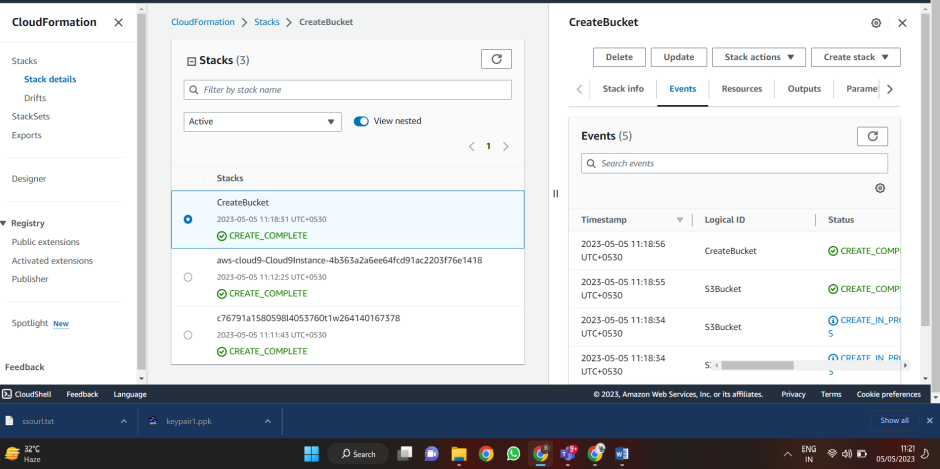 CloudFormation
Stacks
Stack details
Drifts
StackSets
Exports
Designer
Registry
Public extensions
Activated extensions
Publisher
Spotlight New
Feedback
CloudFormation > Stacks > CreateBucket
Stacks (3)
Filter by stack name
Active
View nested
1
Stacks
CreateBucket
2023-05-05 11:18:31 UTC+0530
CREATE_COMPLETE
aws-cloud9-Cloud9Instance-4b363a2a6ee64fcd91ac2203f76e1418
2023-05-05 11:12:25 UTC+0530
CREATE_COMPLETE
c76791a1580598l4053760t1w264140167378
2023-05-05 11:11:43 UTC+0530
CREATE_COMPLETE
CreateBucket
Delete
Update
Stack actions
Create stack
Stack info
Events
Resources
Outputs
Paramet
Events (5)
Search events
Timestamp
Logical ID
Status
2023-05-05 11:18:56
UTC+0530
CreateBucket
CREATE_COMP
2023-05-05 11:18:55
UTC+0530
S3Bucket
CREATE_COMPL
2023-05-05 11:18:34
UTC+0530
S3Bucket
CREATE_IN_PRO
S
2023-05-05 11:18:34
UTC+0530
CREATE_IN_PRO
S
CloudShell
Feedback
Language
© 2023, Amazon Web Services, Inc. or its affiliates.
Privacy
Terms
Cookie preferences
ssourl.txt
keypair1.ppk
Show all
32°C
Haze
Search
ENG
IN
11:21
05/05/2023